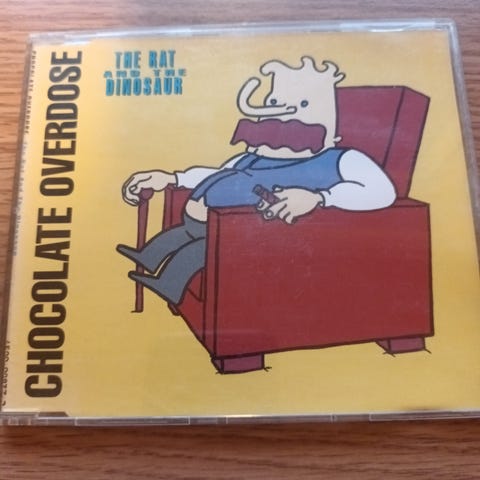 THE RAT
AND THE
DINOSAUR
CHOCOLATE OVERDOSE